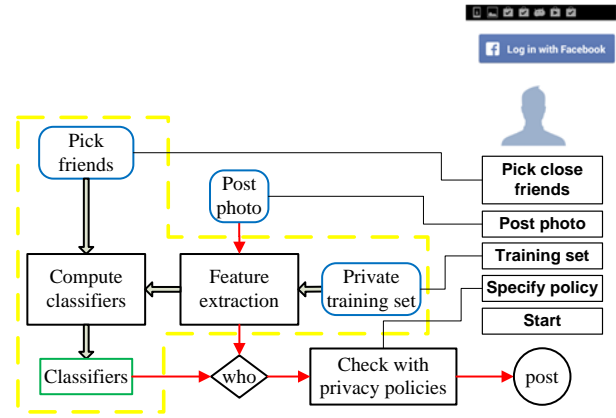 f Log in with Facebook
Pick
friends
Post
photo
Pick close
friends
Post photo
Compute
classifiers
Feature
extraction
Private
training set
Training set
Specify policy
Start
Classifiers
who
Check with
privacy policies
post